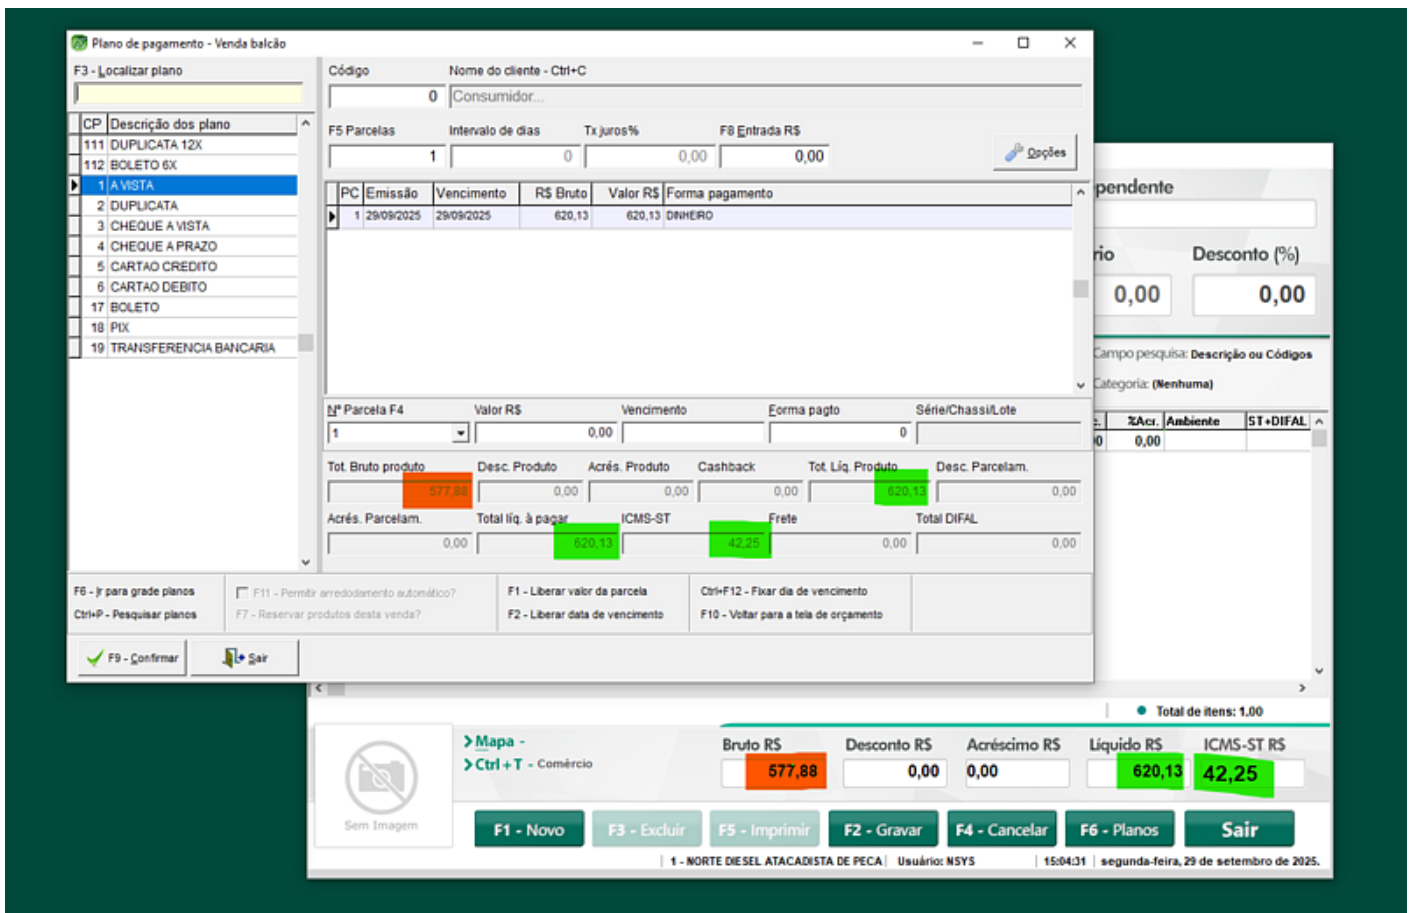 Plano de pagamento - Venda balcão
F3 - Localizar plano
Código
Nome do cliente - Ctrl+C
0
Consumidor...
CP Descrição dos plano
111 DUPLICATA 12X
112 BOLETO 6X
1 A VISTA
2 DUPLICATA
3 CHEQUE A VISTA
4 CHEQUE A PRAZO
5 CARTAO CREDITO
6 CARTAO DEBITO
17 BOLETO
18 PIX
19 TRANSFERENCIA BANCARIA
F5 Parcelas Intervalo de dias Tx juros% F8 Entrada R$
1 0 0,00 0,00
Opções
PC Emissão Vencimento R$ Bruto Valor R$ Forma pagamento
1 29/09/2025 29/09/2025 620,13 620,13 DINHEIRO
Nº Parcela F4 Valor R$ Vencimento Forma pagto Série/Chassi/Lote
1 0,00 0
Tot. Bruto produto Desc. Produto Acrés. Produto Cashback Tot. Líq. Produto Desc. Parcelam.
577,88 0,00 0,00 0,00 620,13 0,00
Acrés. Parcelam. Total líq. à pagar ICMS-ST Frete Total DIFAL
0,00 620,13 42,25 0,00 0,00
F6 - Ir para grade planos
Ctrl+P - Pesquisar planos
F11 - Permitir arredodamento automático?
F7 - Reservar produtos desta venda?
F1 - Liberar valor da parcela
F2 - Liberar data de vencimento
Ctrl+F12 - Fixar dia de vencimento
F10 - Voltar para a tela de orçamento
F9 - Confirmar
Sair
pendente
rio Desconto (%)
0,00 0,00
Campo pesquisa: Descrição ou Códigos
Categoria: (Nenhuma)
c. %Acr. Ambiente ST+DIFAL
0 0,00
Total de itens: 1.00
Sem Imagem
Mapa -
Ctrl + T - Comércio
Bruto R$ Desconto R$ Acréscimo R$ Líquido R$ ICMS-ST R$
577,88 0,00 0,00 620,13 42,25
F1 - Novo F3 - Excluir F5 - Imprimir F2 - Gravar F4 - Cancelar F6 - Planos Sair
1 - NORTE DIESEL ATACADISTA DE PECA Usuário: NSYS 15:04:31 segunda-feira, 29 de setembro de 2025.